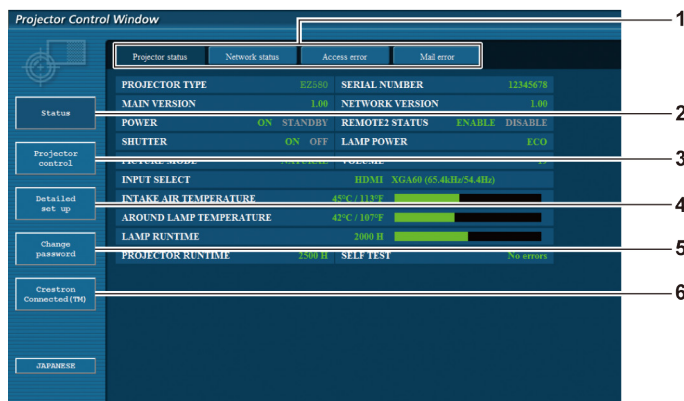 Projector Control Window
1
Projector status Network status Access error Mail error
PROJECTOR TYPE EZ580 SERIAL NUMBER 12345678
MAIN VERSION 1.00 NETWORK VERSION 1.00
Status
2
POWER ON STANDBY REMOTE2 STATUS ENABLE DISABLE
SHUTTER ON OFF LAMP POWER ECO
Projector
control
3
PICTURE MODE NATURAL VOLUME
INPUT SELECT HDMI XGA60 (65.4kHz/54.4Hz)
Detailed
set up
4
INTAKE AIR TEMPERATURE 45°C / 113°F
AROUND LAMP TEMPERATURE 42°C / 107°F
LAMP RUNTIME 2000 H
Change
password
5
PROJECTOR RUNTIME 2500 H SELF TEST No errors
Crestron
Connected(TM)
6
JAPANESE